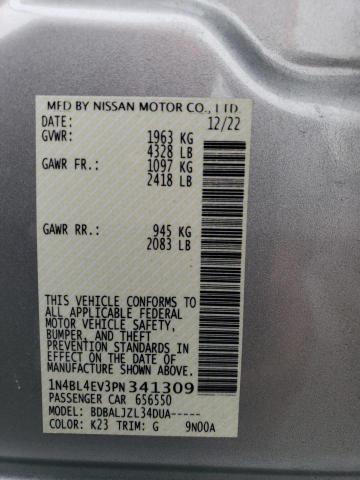 MFD BY NISSAN MOTOR CO., LTD.
DATE: 12/22
GVWR: 1963 KG
4328 LB
GAWR FR.: 1097 KG
2418 LB
GAWR RR.: 945 KG
2083 LB
THIS VEHICLE CONFORMS TO
ALL APPLICABLE FEDERAL
MOTOR VEHICLE SAFETY,
BUMPER, AND THEFT
PREVENTION STANDARDS
IN EFFECT ON THE DATE OF
MANUFACTURE SHOWN ABOVE.
1N4BL4EV3PN341309
PASSENGER CAR 656550
MODEL: BDBALJZL34DUA-----
COLOR: K23 TRIM: G 9N00A